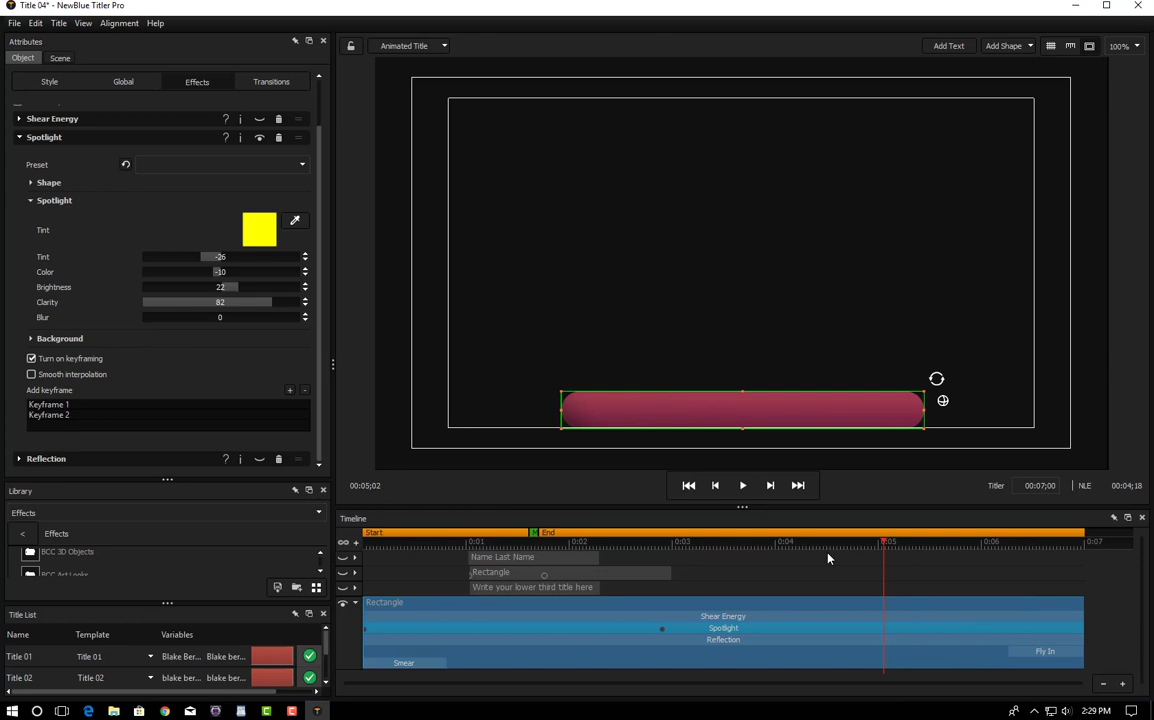 Title 04* - NewBlue Titler Pro
File Edit Title View Alignment Help
Attributes
Object Scene
Style Global Effects Transitions
Shear Energy ? i
Spotlight ? i
Preset
Shape
Spotlight
Tint
Tint -26
Color -10
Brightness 22
Clarity 82
Blur 0
Background
Turn on keyframing
Smooth interpolation
Add keyframe + -
Keyframe 1
Keyframe 2
Reflection ? i
Library
Effects
< Effects
BCC 3D Objects
BCC Art Looks
Title List
Name Template Variables
Title 01 Title 01 Blake Ber... Blake ber...
Title 02 Title 02 blake ber... blake ber...
Animated Title Add Text Add Shape 100%
00:05;02 Titler 00:07;00 NLE 00:04;18
Timeline
Start M End
0:01 0:02 0:03 0:04 0:05 0:06 0:07
Name Last Name
Rectangle
Write your lower third title here
Rectangle
Shear Energy
Spotlight
Reflection
Fly In
Smear
2:29 PM